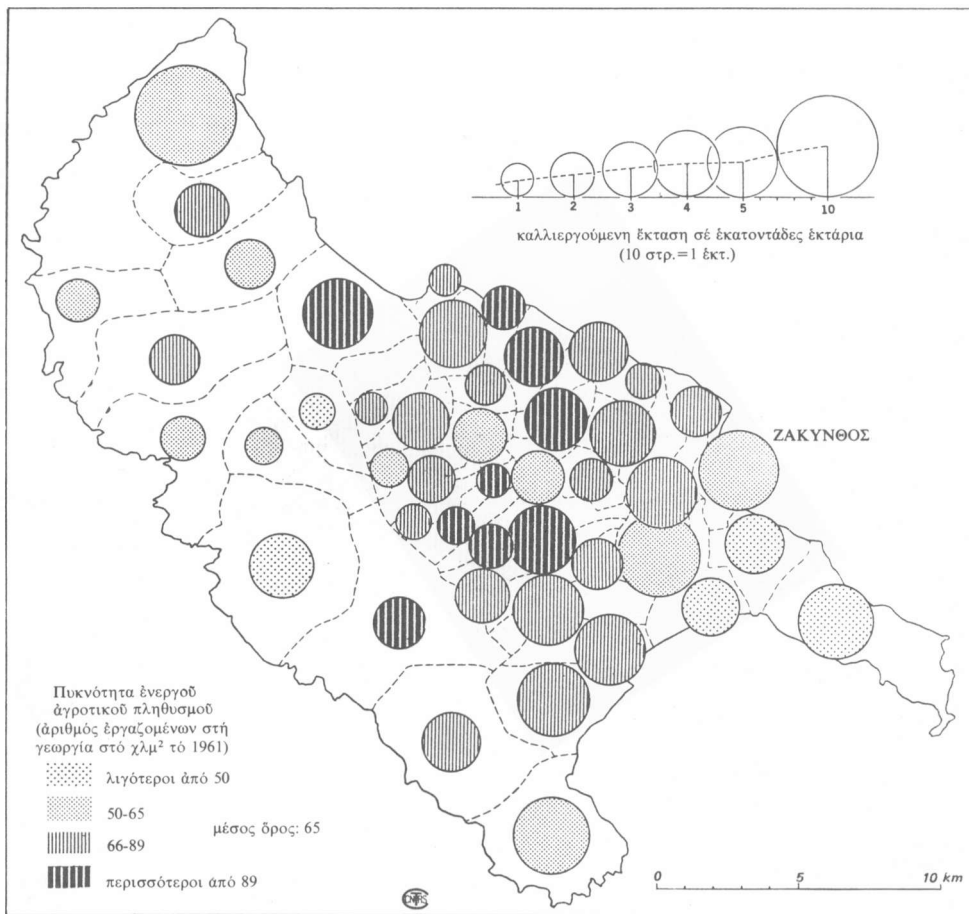 1 2 3 4 5 10
καλλιεργούμενη ἔκταση σέ ἑκατοντάδες ἑκτάρια
(10 στρ.=1 ἑκτ.)
ΖΑΚΥΝΘΟΣ
Πυκνότητα ἐνεργοῦ
ἀγροτικοῦ πληθυσμοῦ
(ἀριθμός ἐργαζομένων στή
γεωργία στό χλμ² τό 1961)
λιγότεροι ἀπό 50
50-65
μέσος ὅρος: 65
66-89
περισσότεροι ἀπό 89
0 5 10 km